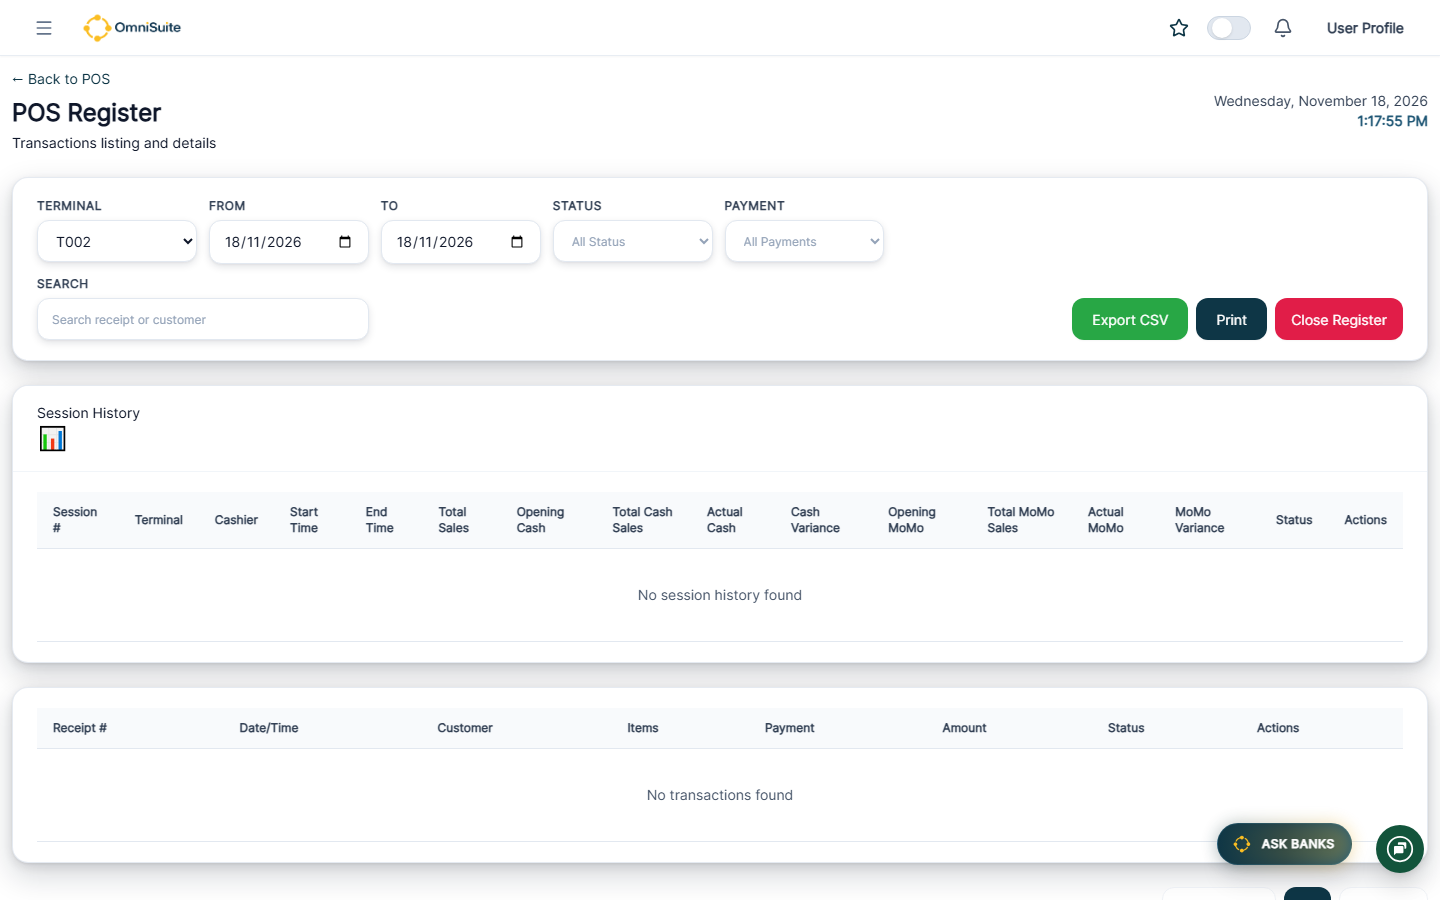 OmniSuite
User Profile
← Back to POS
POS Register
Transactions listing and details
Wednesday, November 18, 2026
1:17:55 PM
TERMINAL
FROM
TO
STATUS
PAYMENT
T002
18/11/2026
18/11/2026
All Status
All Payments
SEARCH
Search receipt or customer
Export CSV
Print
Close Register
Session History
Session #
Terminal
Cashier
Start Time
End Time
Total Sales
Opening Cash
Total Cash Sales
Actual Cash
Cash Variance
Opening MoMo
Total MoMo Sales
Actual MoMo
MoMo Variance
Status
Actions
No session history found
Receipt #
Date/Time
Customer
Items
Payment
Amount
Status
Actions
No transactions found
ASK BANKS